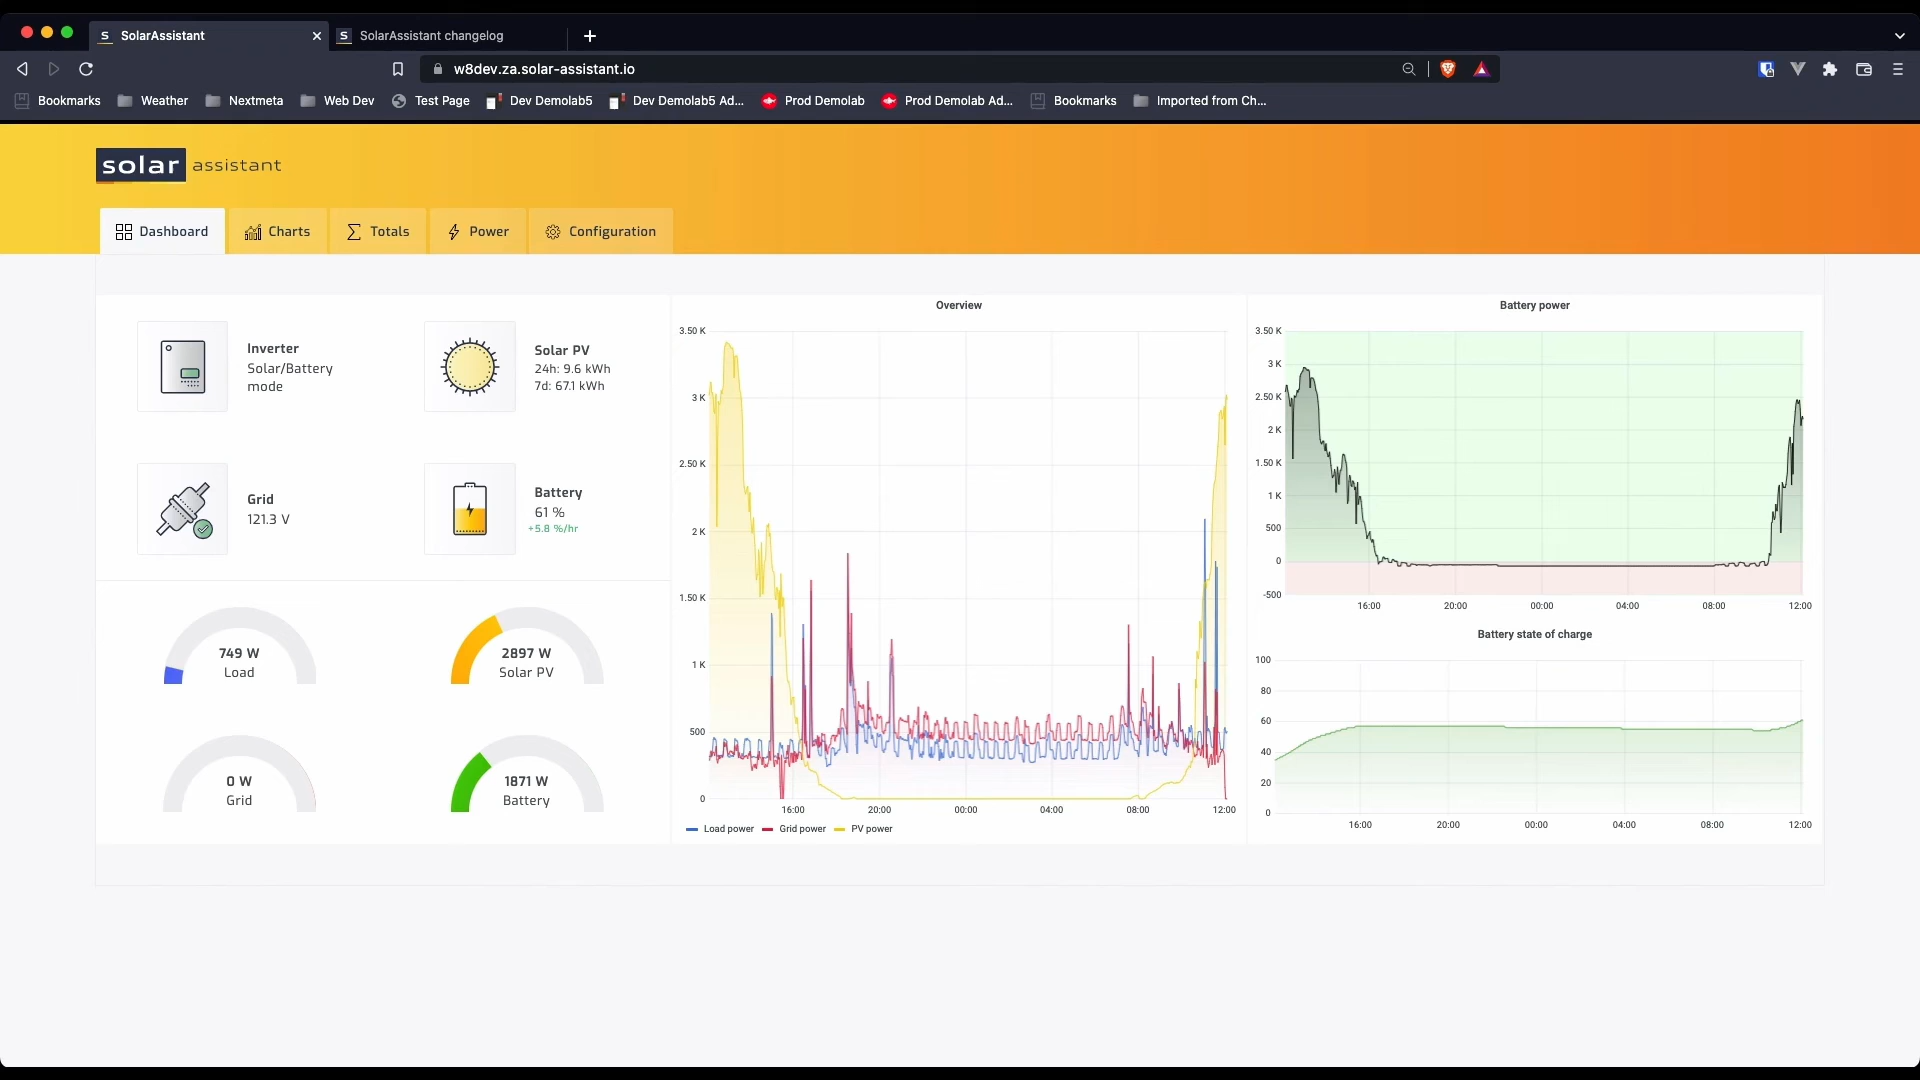 S SolarAssistant
S SolarAssistant changelog
w8dev.za.solar-assistant.io
Bookmarks Weather Nextmeta Web Dev Test Page Dev Demolab5 Dev Demolab5 Ad... Prod Demolab Prod Demolab Ad... Bookmarks Imported from Ch...
solar assistant
Dashboard Charts Totals Power Configuration
Inverter
Solar/Battery
mode
Solar PV
24h: 9.6 kWh
7d: 67.1 kWh
Grid
121.3 V
Battery
61 %
+5.8 %/hr
749 W
Load
2897 W
Solar PV
0 W
Grid
1871 W
Battery
Overview
3.50 K
3 K
2.50 K
2 K
1.50 K
1 K
500
0
16:00 20:00 00:00 04:00 08:00 12:00
Load power Grid power PV power
Battery power
3.50 K
3 K
2.50 K
2 K
1.50 K
1 K
500
0
-500
16:00 20:00 00:00 04:00 08:00 12:00
Battery state of charge
100
80
60
40
20
0
16:00 20:00 00:00 04:00 08:00 12:00